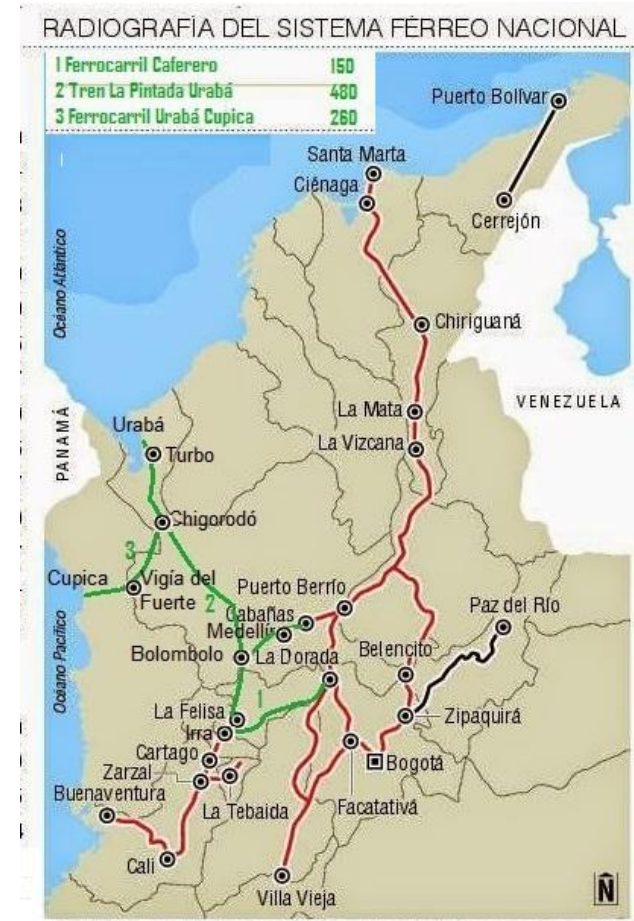 RADIOGRAFÍA DEL SISTEMA FÉRREO NACIONAL
1 Ferrocarril Caferero 150
2 Tren La Pintada Urabá 480
3 Ferrocarril Urabá Cupica 260
Puerto Bolívar
Santa Marta
Ciénaga
Cerrejón
Océano Atlántico
Chiriguaná
VENEZUELA
La Mata
PANAMÁ
Urabá
La Vizcana
Turbo
Chigorodó
3
Cupica
Vigía del
Fuerte
2
Puerto Berrío
Cabañas
Paz del Río
Medellín
Océano Pacífico
Bolombolo
La Dorada
Belencito
1
La Felisa
Zipaquirá
Irra
Cartago
Bogotá
Zarzal
Buenaventura
La Tebaida
Facatativá
Cali
Villa Vieja
N